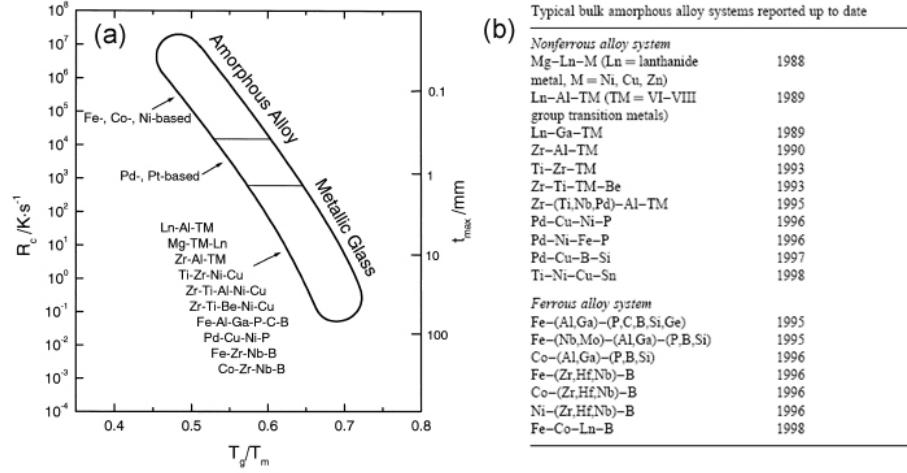 (a)
10^7
10^6
10^5
10^4
10^3
10^2
10^1
10^0
10^-1
10^-2
10^-3
10^-4
R_c /K·s^-1
0.4
0.5
0.6
0.7
0.8
T_g/T_m
0.1
1
10
100
t_max /mm
Amorphous Alloy
Metallic Glass
Fe-, Co-, Ni-based
Pd-, Pt-based
Ln-Al-TM
Mg-TM-Ln
Zr-Al-TM
Ti-Zr-Ni-Cu
Zr-Ti-Al-Ni-Cu
Zr-Ti-Be-Ni-Cu
Fe-Al-Ga-P-C-B
Pd-Cu-Ni-P
Fe-Zr-Nb-B
Co-Zr-Nb-B
(b)
Typical bulk amorphous alloy systems reported up to date
Nonferrous alloy system
Mg–Ln–M (Ln = lanthanide 1988
metal, M = Ni, Cu, Zn)
Ln–Al–TM (TM = VI–VIII 1989
group transition metals)
Ln–Ga–TM 1989
Zr–Al–TM 1990
Ti–Zr–TM 1993
Zr–Ti–TM–Be 1993
Zr–(Ti,Nb,Pd)–Al–TM 1995
Pd–Cu–Ni–P 1996
Pd–Ni–Fe–P 1996
Pd–Cu–B–Si 1997
Ti–Ni–Cu–Sn 1998
Ferrous alloy system
Fe–(Al,Ga)–(P,C,B,Si,Ge) 1995
Fe–(Nb,Mo)–(Al,Ga)–(P,B,Si) 1995
Co–(Al,Ga)–(P,B,Si) 1996
Fe–(Zr,Hf,Nb)–B 1996
Co–(Zr,Hf,Nb)–B 1996
Ni–(Zr,Hf,Nb)–B 1996
Fe–Co–Ln–B 1998